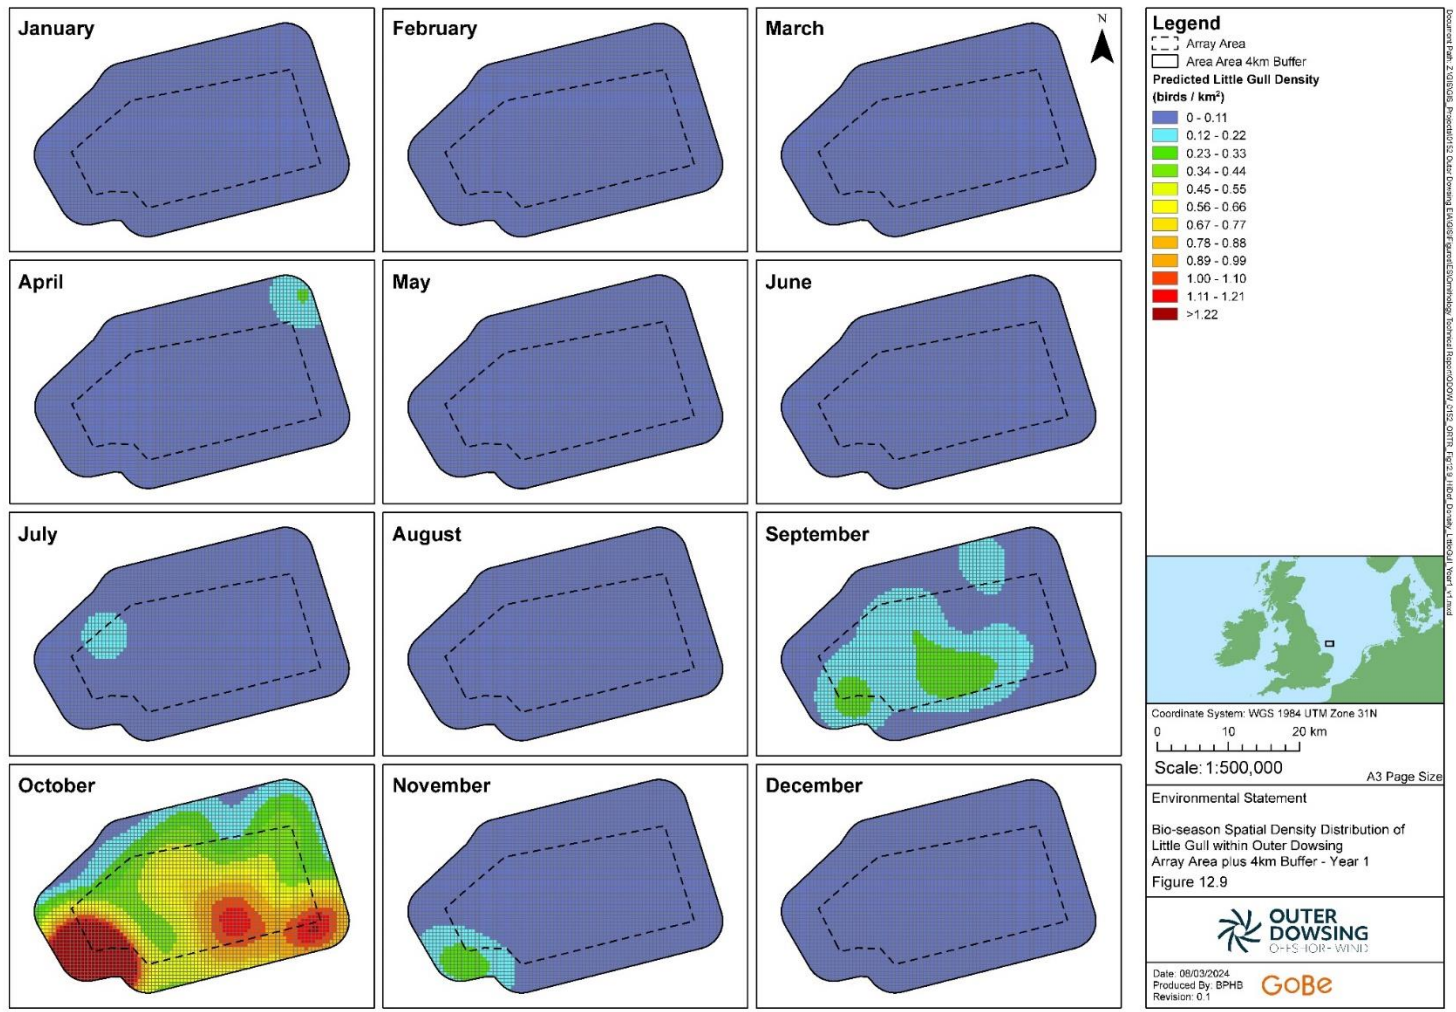 January
February
March
N
April
May
June
July
August
September
October
November
December
Legend
Array Area
Area Area 4km Buffer
Predicted Little Gull Density
(birds / km²)
0 - 0.11
0.12 - 0.22
0.23 - 0.33
0.34 - 0.44
0.45 - 0.55
0.56 - 0.66
0.67 - 0.77
0.78 - 0.88
0.89 - 0.99
1.00 - 1.10
1.11 - 1.21
>1.22
Coordinate System: WGS 1984 UTM Zone 31N
0 10 20 km
Scale: 1:500,000
A3 Page Size
Environmental Statement
Bio-season Spatial Density Distribution of
Little Gull within Outer Dowsing
Array Area plus 4km Buffer - Year 1
Figure 12.9
OUTER
DOWSING
OFFSHORE WIND
Date: 08/03/2024
Produced By: BPHB
Revision: 0.1
GoBe
Document Path: